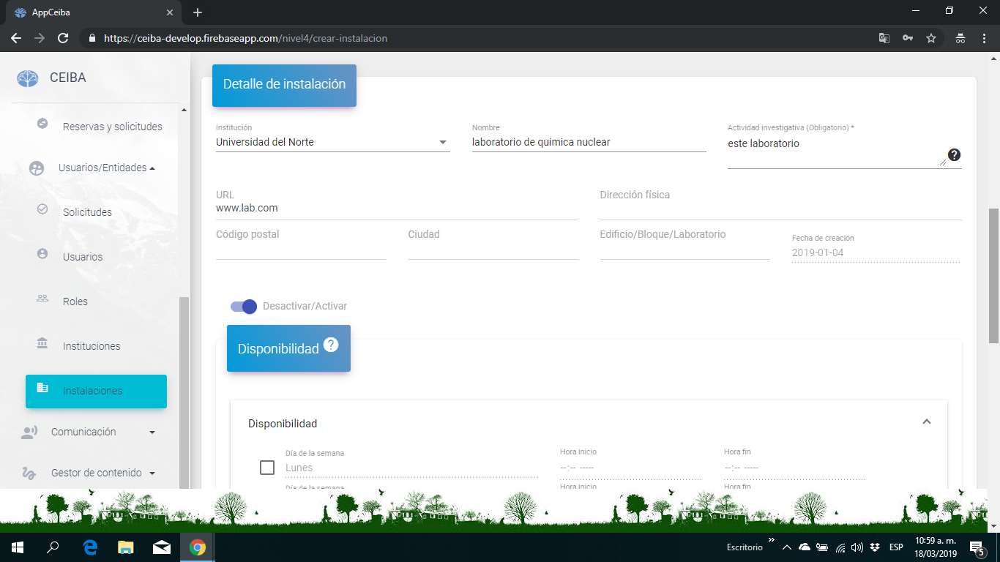 AppCeiba
https://ceiba-develop.firebaseapp.com/nivel4/crear-instalacion
CEIBA
Reservas y solicitudes
Usuarios/Entidades
Solicitudes
Usuarios
Roles
Instituciones
Instalaciones
Comunicación
Gestor de contenido
Detalle de instalación
Institución
Universidad del Norte
Nombre
laboratorio de quimica nuclear
Actividad investigativa (Obligatorio) *
este laboratorio
?
URL
www.lab.com
Dirección física
Código postal
Ciudad
Edificio/Bloque/Laboratorio
Fecha de creación
2019-01-04
Desactivar/Activar
Disponibilidad ?
Disponibilidad
Día de la semana
Lunes
Hora inicio
--:-- -----
Hora fin
--:-- -----
Día de la semana
Hora inicio
Hora fin
Escritorio
ESP
10:59 a. m.
18/03/2019
5